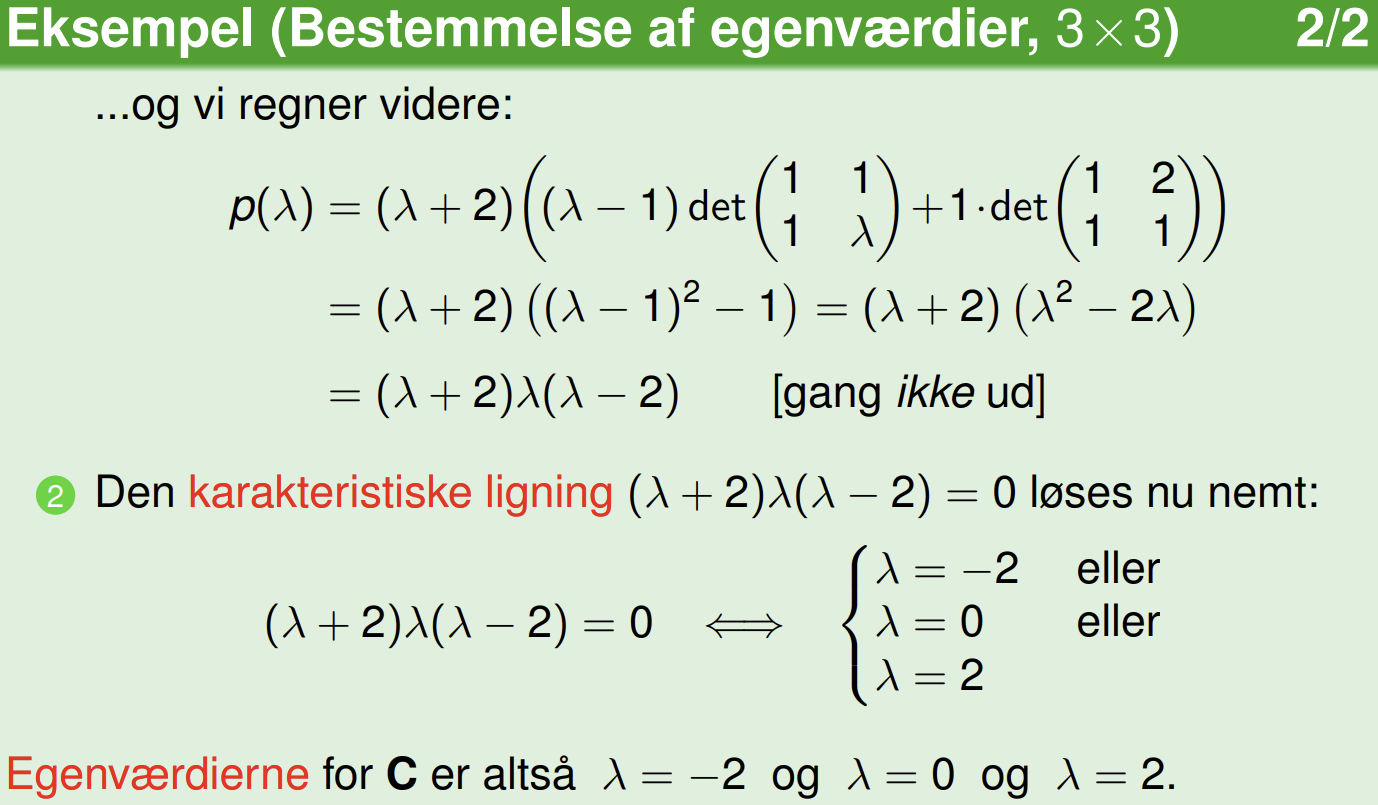 Eksempel (Bestemmelse af egenværdier, 3×3) 2/2
...og vi regner videre:
p(λ) = (λ + 2)((λ − 1) det(1 1; 1 λ) + 1·det(1 2; 1 1))
= (λ + 2) ((λ − 1)² − 1) = (λ + 2) (λ² − 2λ)
= (λ + 2)λ(λ − 2) [gang ikke ud]
2 Den karakteristiske ligning (λ + 2)λ(λ − 2) = 0 løses nu nemt:
(λ + 2)λ(λ − 2) = 0 ⟺ { λ = −2 eller
λ = 0 eller
λ = 2
Egenværdierne for C er altså λ = −2 og λ = 0 og λ = 2.